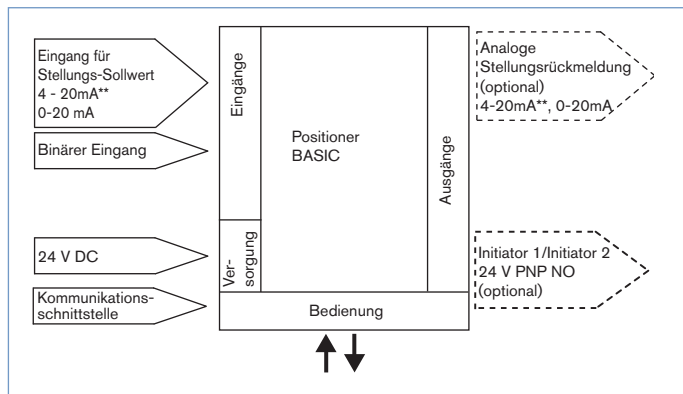 Eingang für
Stellungs-Sollwert
4 - 20mA**
0-20 mA
Binärer Eingang
24 V DC
Kommunikations-
schnittstelle
Eingänge
Ver-
sorgung
Positioner
BASIC
Bedienung
Ausgänge
Analoge
Stellungsrückmeldung
(optional)
4-20mA**, 0-20mA
Initiator 1/Initiator 2
24 V PNP NO
(optional)